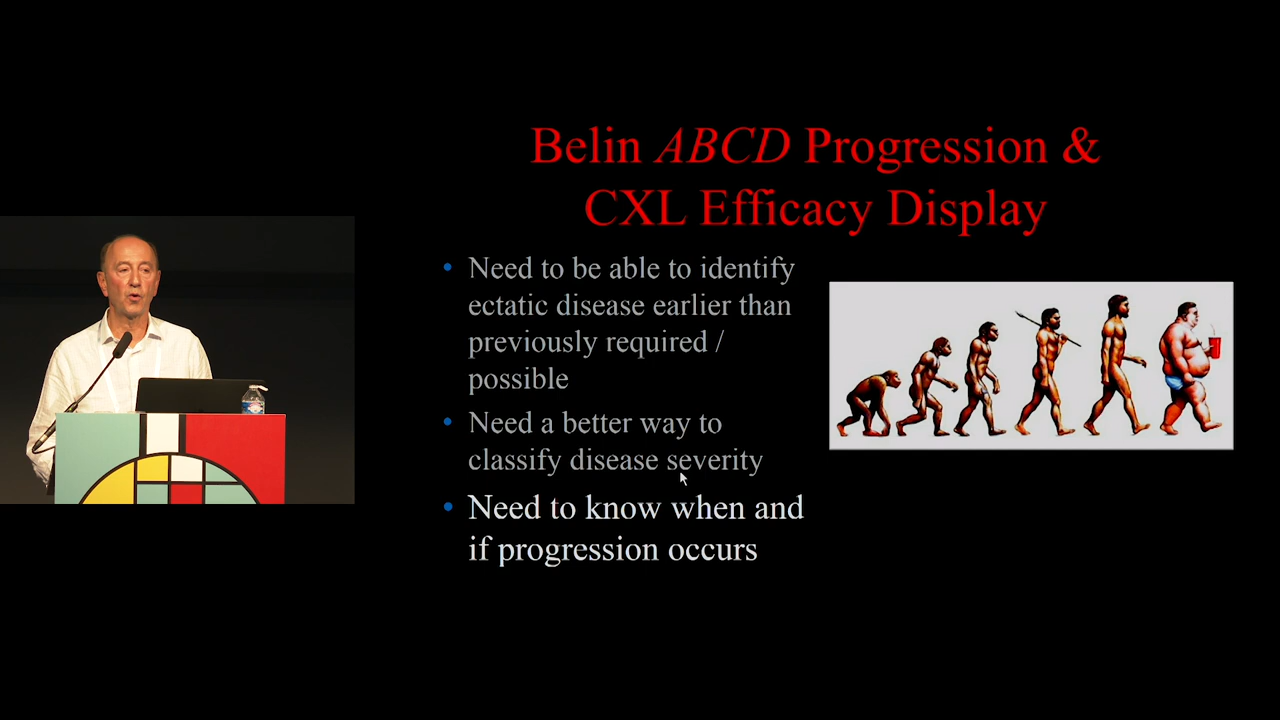 Belin ABCD Progression &
CXL Efficacy Display
• Need to be able to identify
ectatic disease earlier than
previously required /
possible
• Need a better way to
classify disease severity
• Need to know when and
if progression occurs